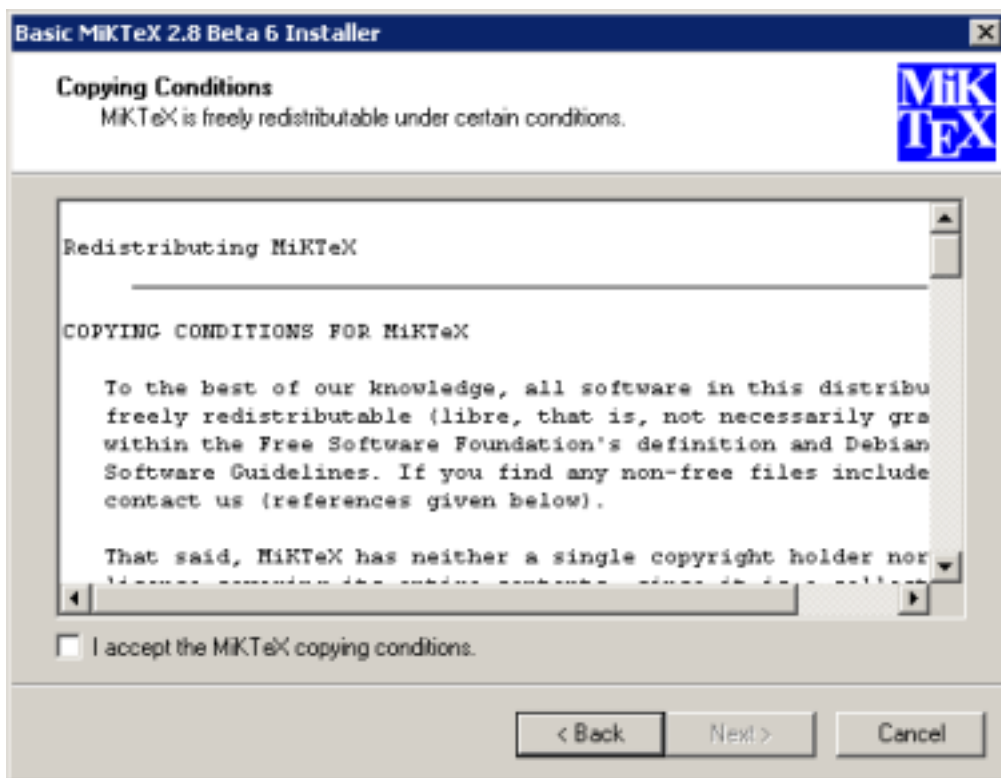 Basic MiKTeX 2.8 Beta 6 Installer
Copying Conditions
MiKTeX is freely redistributable under certain conditions.
MiK
TEX
Redistributing MiKTeX
COPYING CONDITIONS FOR MiKTeX
To the best of our knowledge, all software in this distribu
freely redistributable (libre, that is, not necessarily gra
within the Free Software Foundation's definition and Debian
Software Guidelines. If you find any non-free files include
contact us (references given below).
That said, MiKTeX has neither a single copyright holder nor
I accept the MiKTeX copying conditions.
< Back
Next >
Cancel